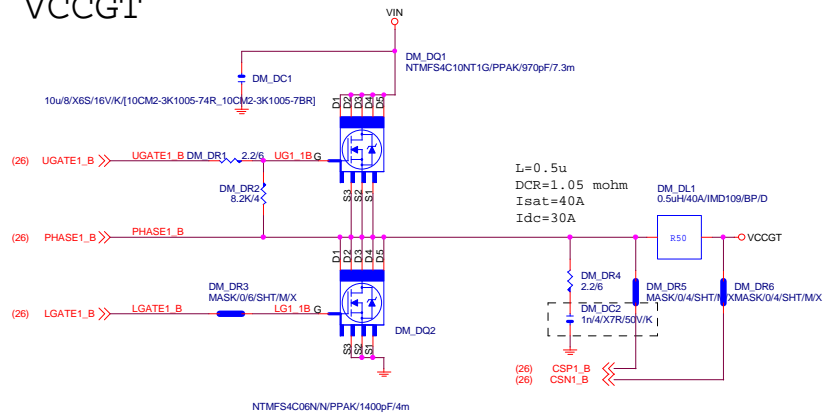 VCCGT
VIN
DM_DQ1
NTMFS4C10NT1G/PPAK/970pF/7.3m
DM_DC1
10u/8/X6S/16V/K/[10CM2-3K1005-74R_10CM2-3K1005-7BR]
D1
D2
D3
D4
D5
(26) UGATE1_B
UGATE1_B
DM_DR1
2.2/6
UG1_1B
G
S3
S2
S1
DM_DR2
8.2K/4
L=0.5u
DCR=1.05 mohm
Isat=40A
Idc=30A
DM_DL1
0.5uH/40A/IMD109/BP/D
R50
VCCGT
(26) PHASE1_B
PHASE1_B
D1
D2
D3
D4
D5
DM_DR3
MASK/0/6/SHT/M/X
(26) LGATE1_B
LGATE1_B
LG1_1B
G
S3
S2
S1
DM_DQ2
NTMFS4C06N/N/PPAK/1400pF/4m
DM_DR4
2.2/6
DM_DC2
1n/4/X7R/50V/K
DM_DR5
MASK/0/4/SHT/M/X
DM_DR6
MASK/0/4/SHT/M/X
(26) CSP1_B
(26) CSN1_B